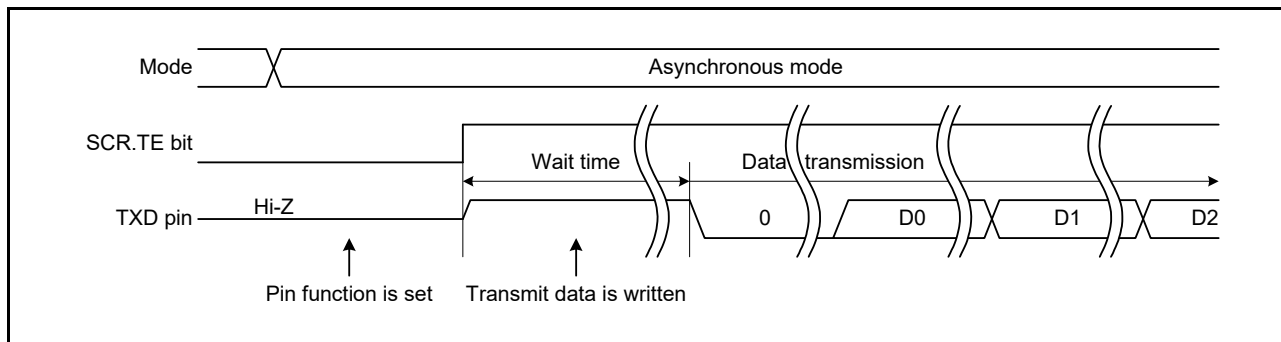 Mode
Asynchronous mode
SCR.TE bit
Wait time
Data transmission
TXD pin
Hi-Z
0
D0
D1
D2
Pin function is set
Transmit data is written